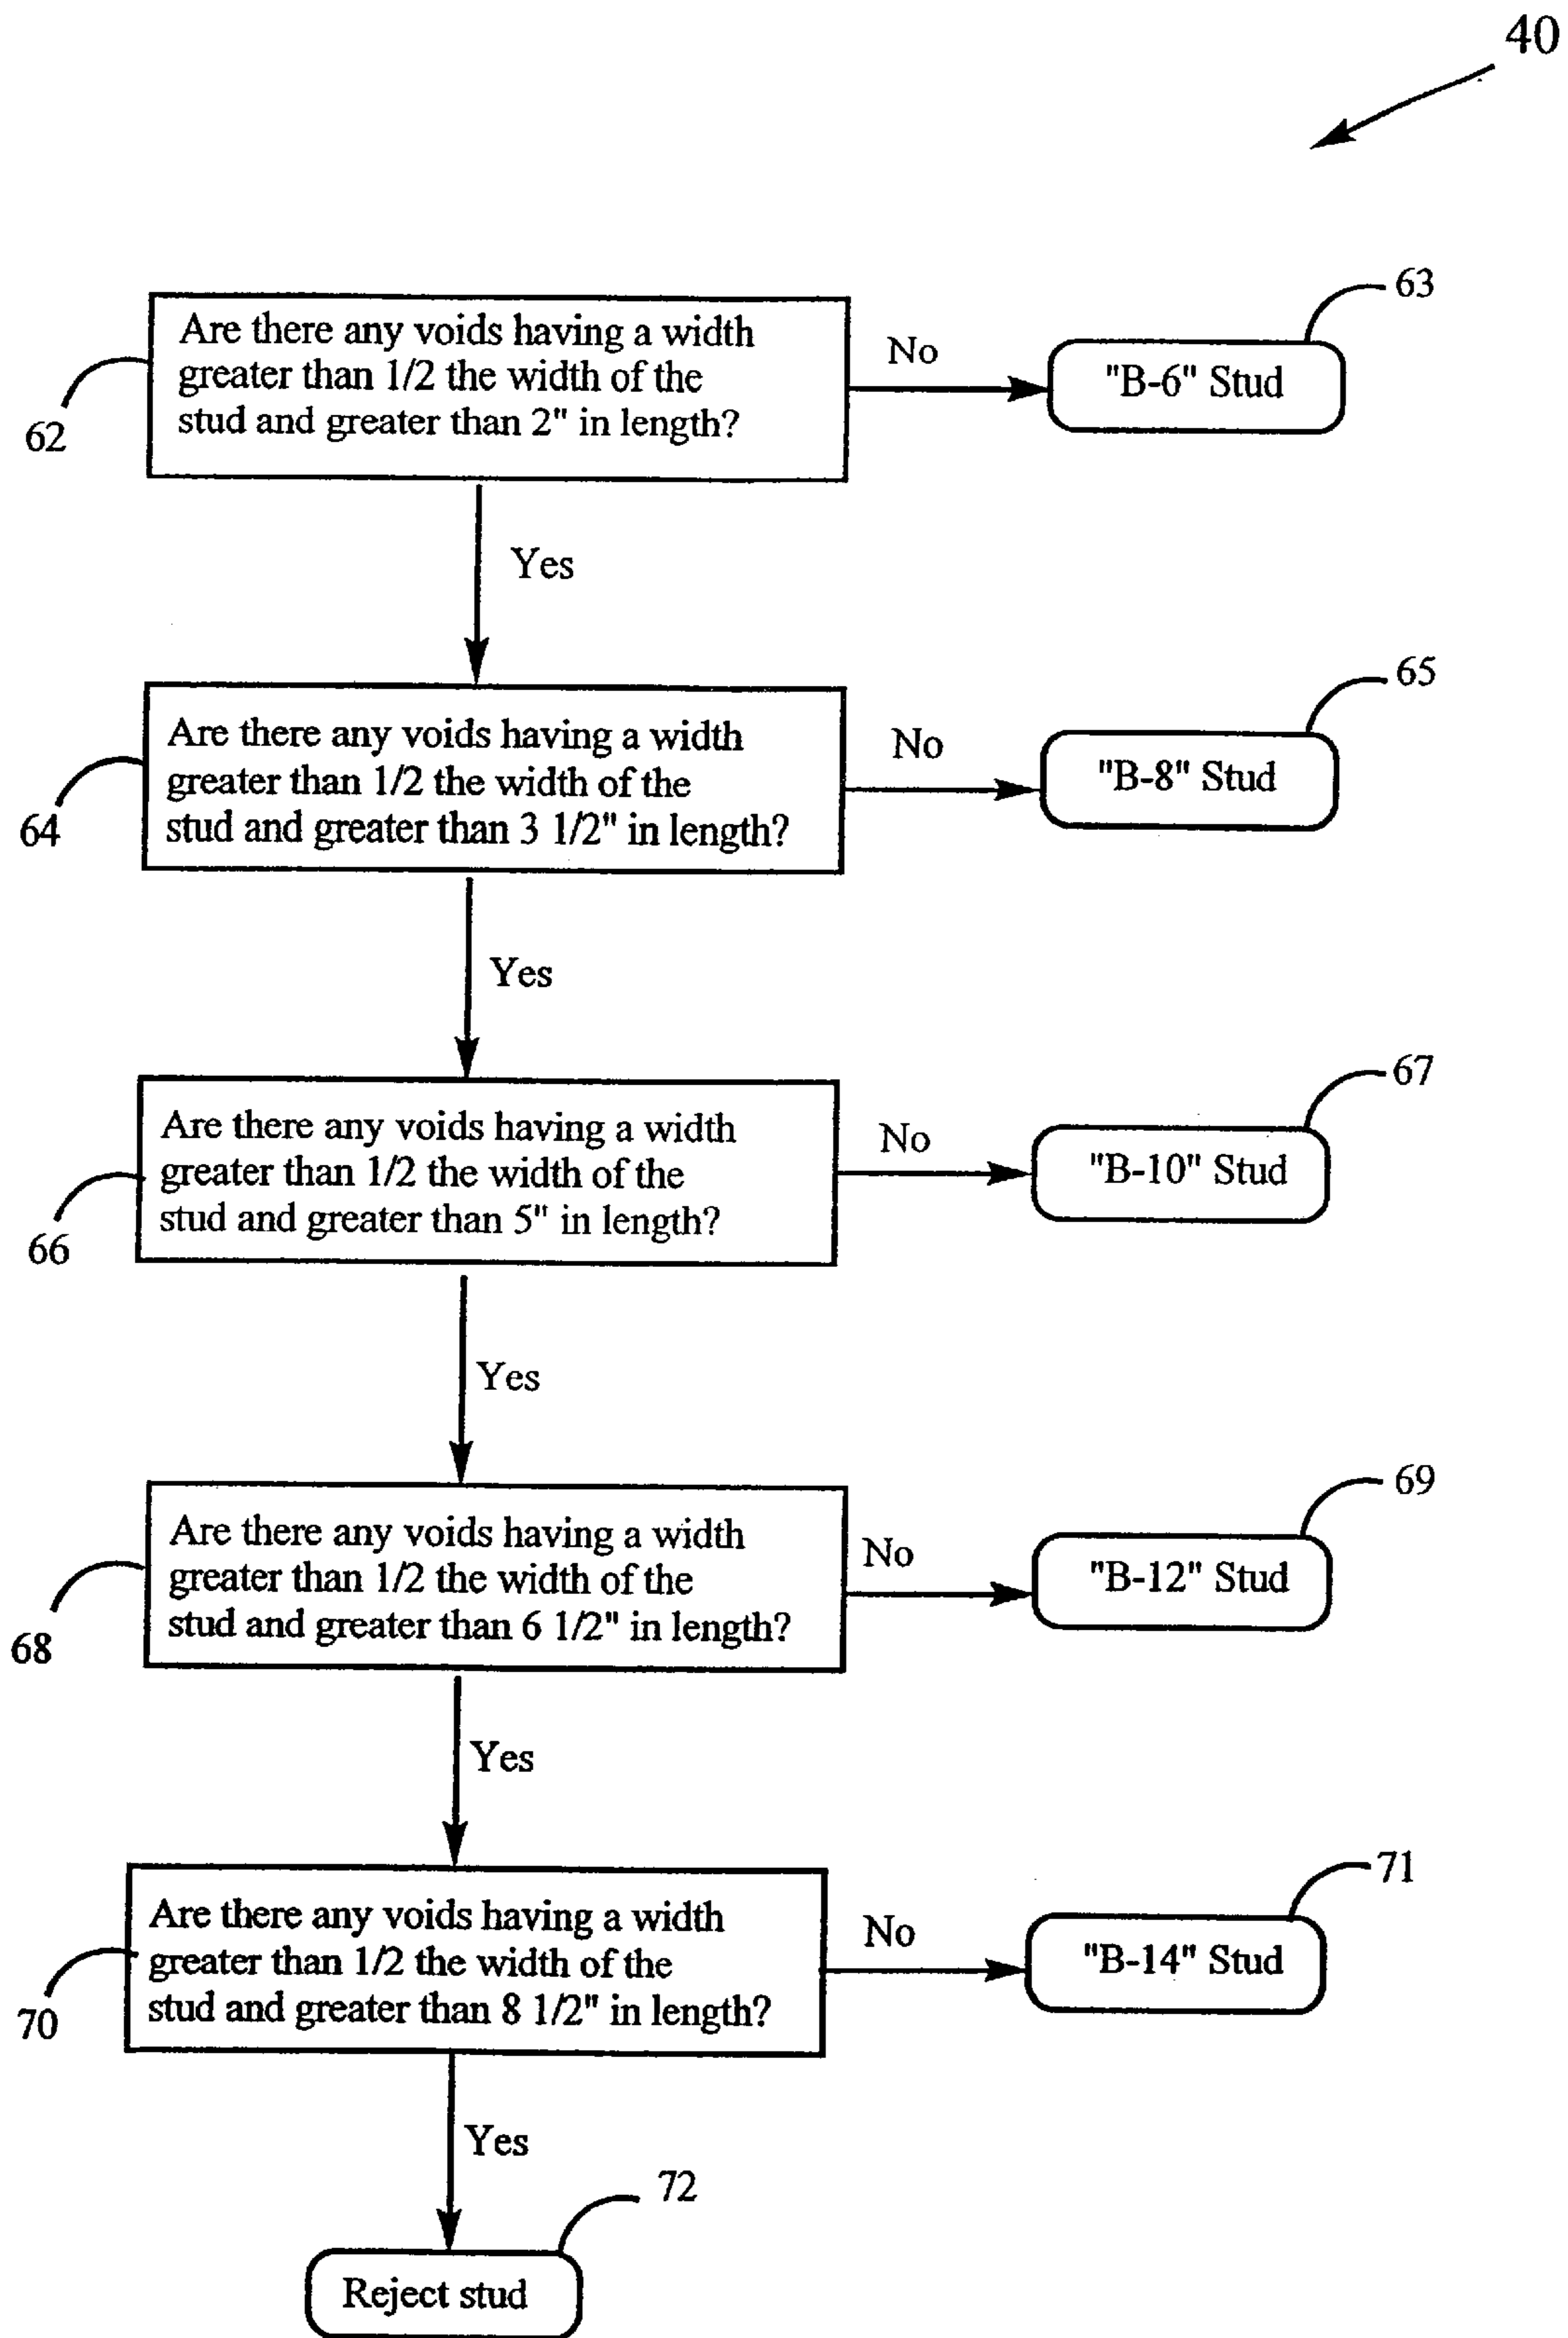 40
Are there any voids having a width
greater than 1/2 the width of the
stud and greater than 2" in length?
62
No
"B-6" Stud
63
Yes
Are there any voids having a width
greater than 1/2 the width of the
stud and greater than 3 1/2" in length?
64
No
"B-8" Stud
65
Yes
Are there any voids having a width
greater than 1/2 the width of the
stud and greater than 5" in length?
66
No
"B-10" Stud
67
Yes
Are there any voids having a width
greater than 1/2 the width of the
stud and greater than 6 1/2" in length?
68
No
"B-12" Stud
69
Yes
Are there any voids having a width
greater than 1/2 the width of the
stud and greater than 8 1/2" in length?
70
No
"B-14" Stud
71
Yes
72
Reject stud